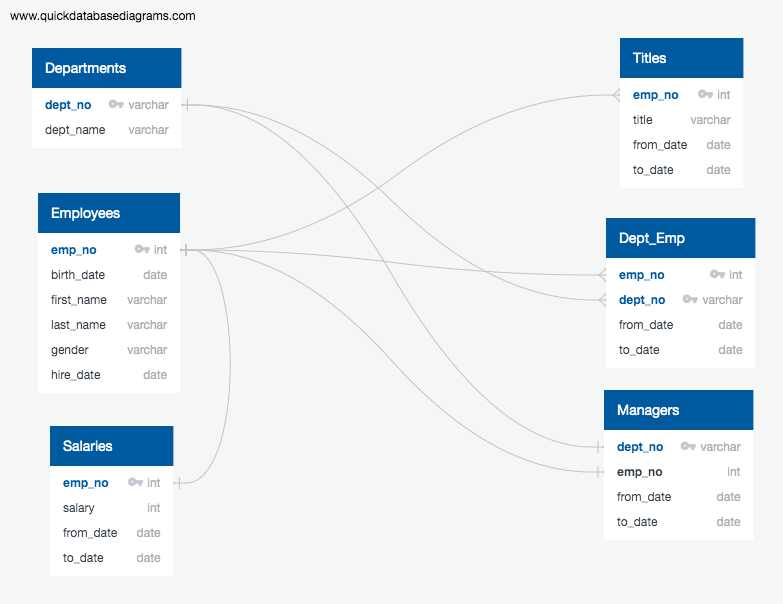 www.quickdatabasediagrams.com
Departments
dept_no varchar
dept_name varchar
Employees
emp_no int
birth_date date
first_name varchar
last_name varchar
gender varchar
hire_date date
Salaries
emp_no int
salary int
from_date date
to_date date
Titles
emp_no int
title varchar
from_date date
to_date date
Dept_Emp
emp_no int
dept_no varchar
from_date date
to_date date
Managers
dept_no varchar
emp_no int
from_date date
to_date date